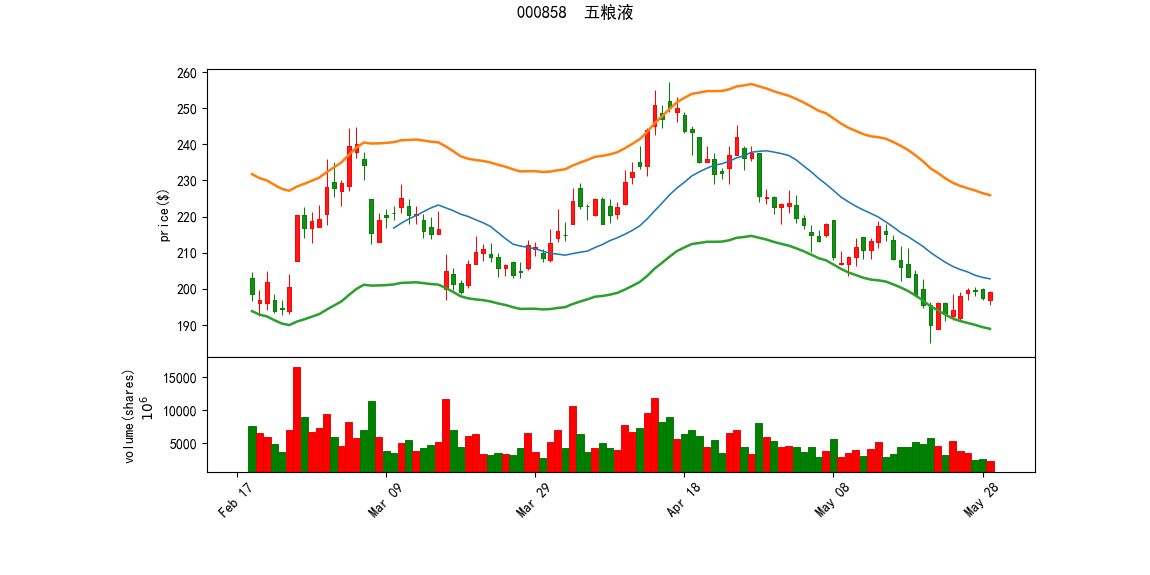 000858  五粮液
260
250
240
230
220
210
200
190
price($)
15000
10000
5000
volume(shares)
10^6
Feb 17
Mar 09
Mar 29
Apr 18
May 08
May 28